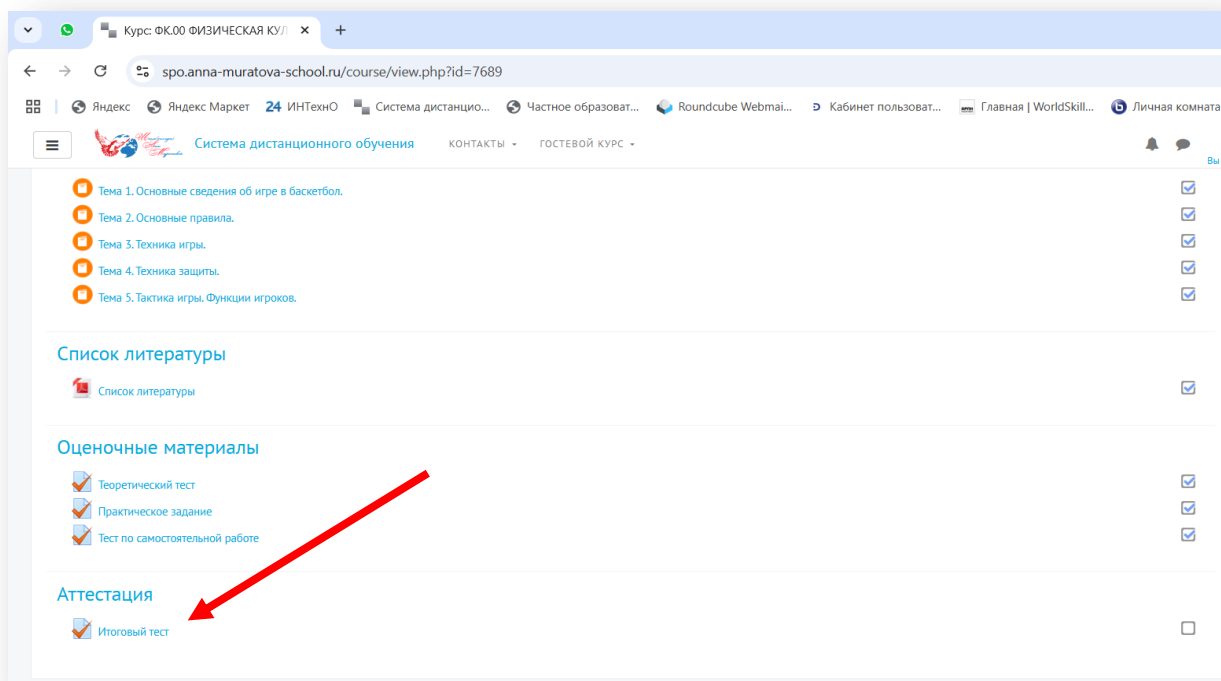 Курс: ФК.00 ФИЗИЧЕСКАЯ КУЛ
spo.anna-muratova-school.ru/course/view.php?id=7689
Яндекс Яндекс Маркет 24 ИНТехнО Система дистанцио... Частное образоват... Roundcube Webmai... Кабинет пользоват... Главная | WorldSkill... Личная комната
Система дистанционного обучения КОНТАКТЫ ГОСТЕВОЙ КУРС
Вы
Тема 1. Основные сведения об игре в баскетбол.
Тема 2. Основные правила.
Тема 3. Техника игры.
Тема 4. Техника защиты.
Тема 5. Тактика игры. Функции игроков.
Список литературы
Список литературы
Оценочные материалы
Теоретический тест
Практическое задание
Тест по самостоятельной работе
Аттестация
Итоговый тест